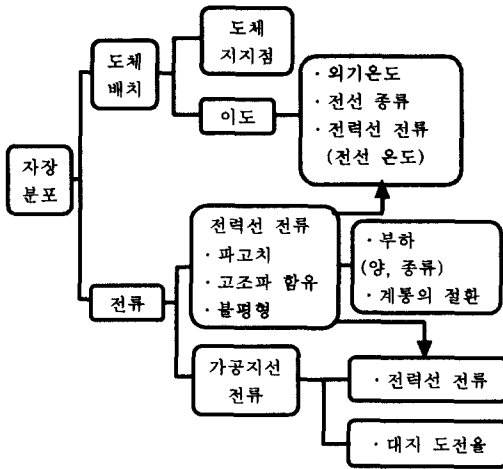 도체
지지점
도체
배치
· 외기온도
· 전선 종류
· 전력선 전류
(전선 온도)
이도
자장
분포
전력선 전류
· 파고치
· 고조파 함유
· 불평형
· 부하
(양, 종류)
· 계통의 절환
전류
가공지선
전류
· 전력선 전류
· 대지 도전율